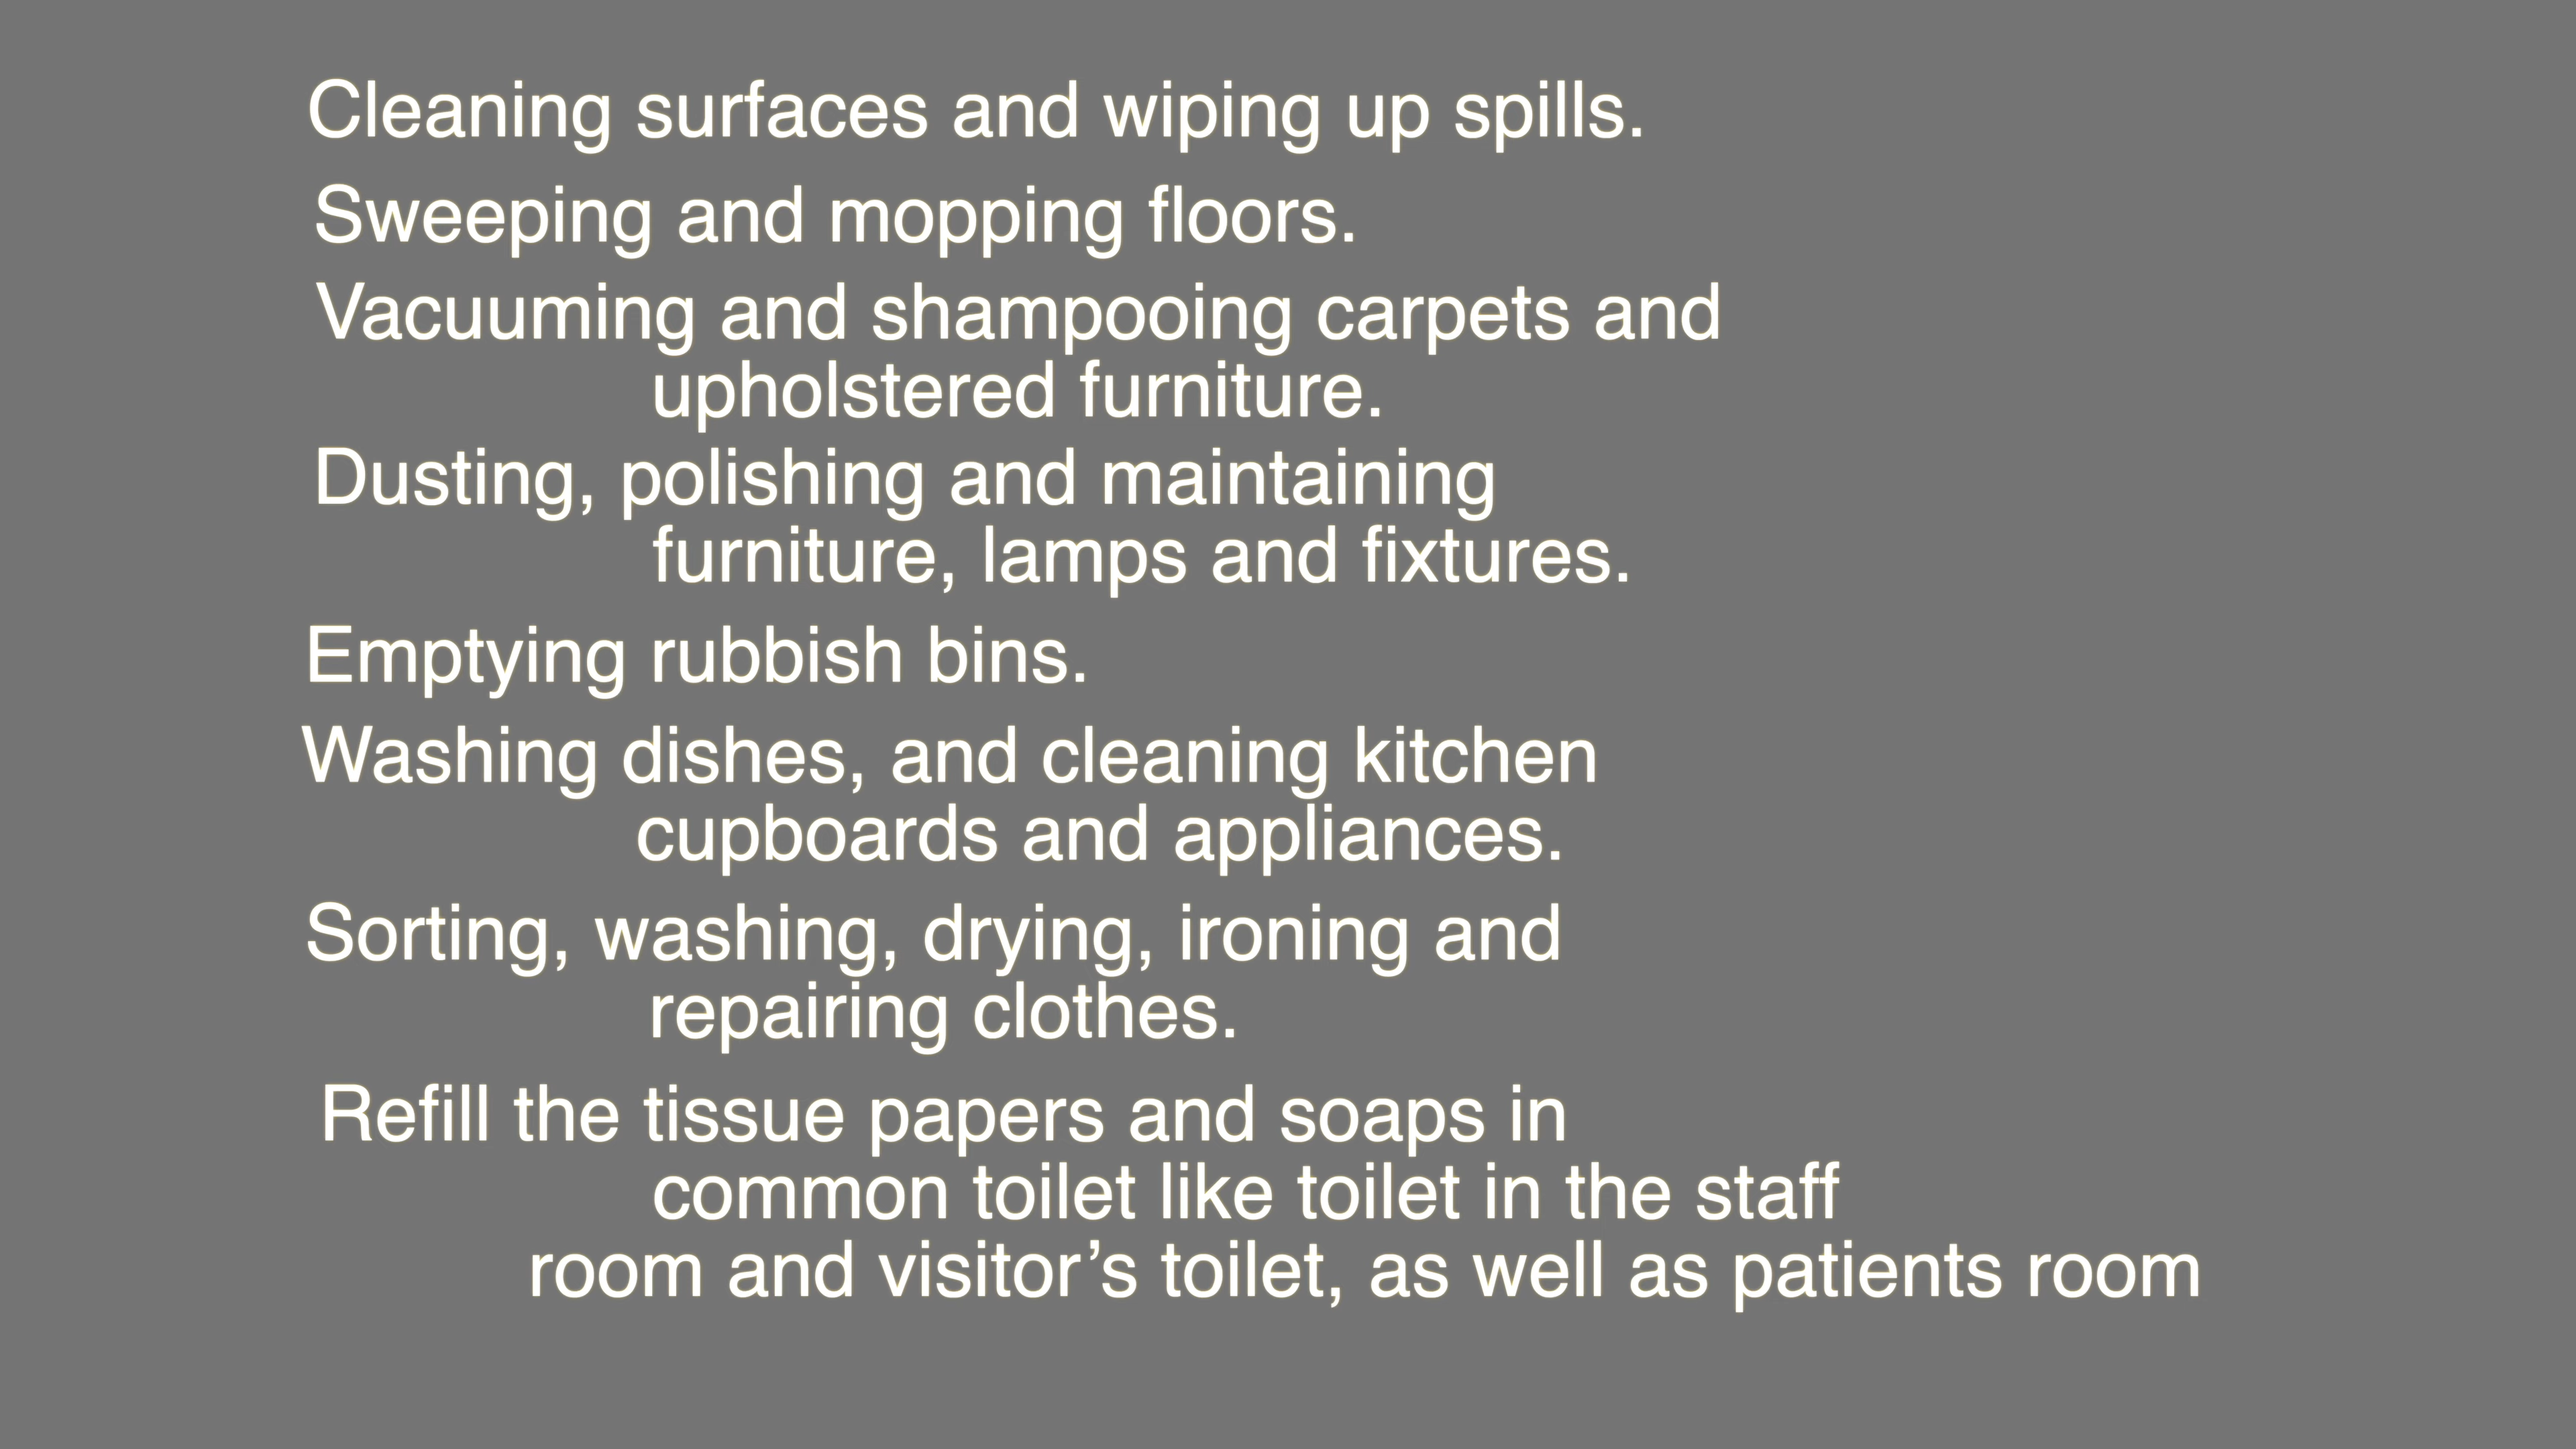 Cleaning surfaces and wiping up spills.
Sweeping and mopping floors.
Vacuuming and shampooing carpets and
upholstered furniture.
Dusting, polishing and maintaining
furniture, lamps and fixtures.
Emptying rubbish bins.
Washing dishes, and cleaning kitchen
cupboards and appliances.
Sorting, washing, drying, ironing and
repairing clothes.
Refill the tissue papers and soaps in
common toilet like toilet in the staff
room and visitor’s toilet, as well as patients room